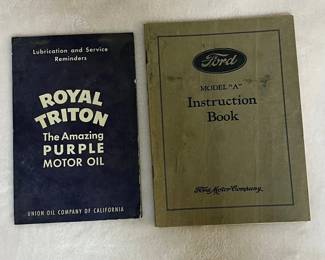 Lubrication and Service
Reminders
ROYAL
TRITON
The Amazing
PURPLE
MOTOR OIL
UNION OIL COMPANY OF CALIFORNIA
Ford
MODEL "A"
Instruction
Book
Ford Motor Company